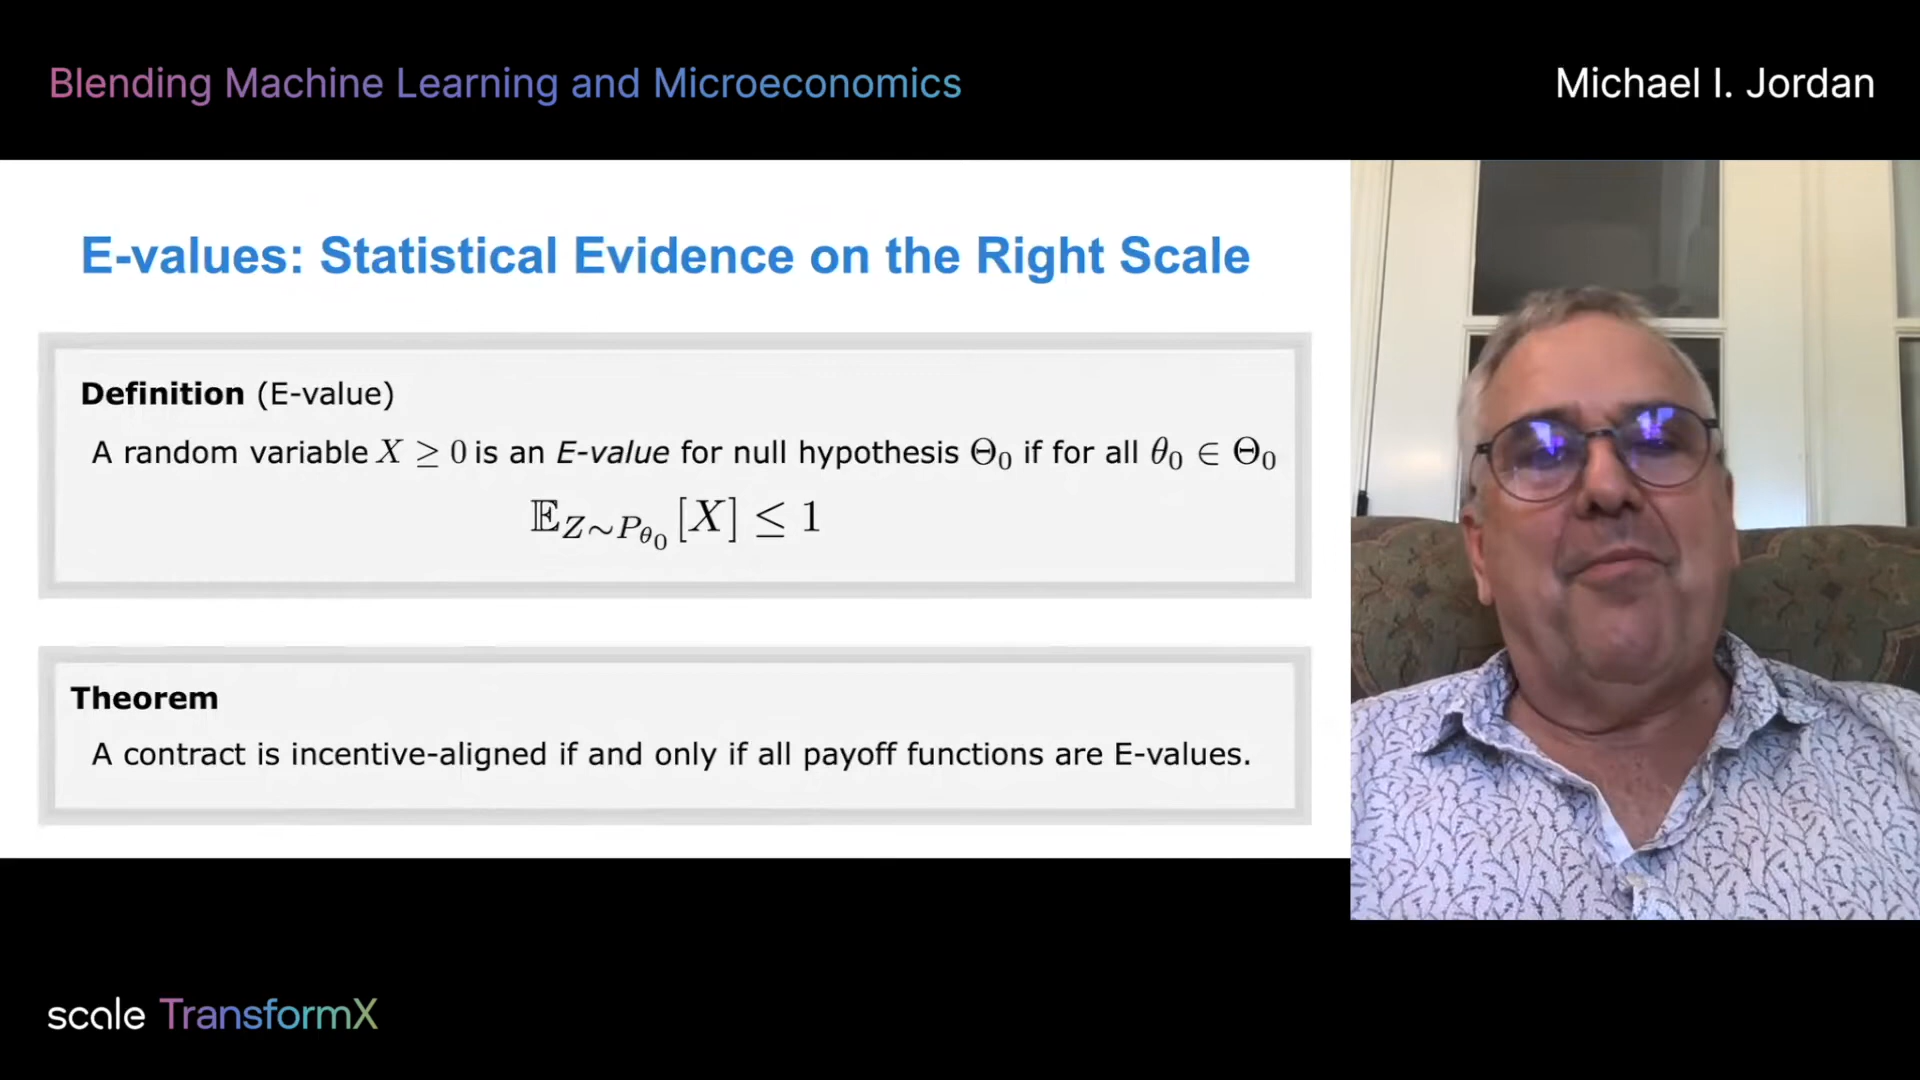 Blending Machine Learning and Microeconomics
Michael I. Jordan
E-values: Statistical Evidence on the Right Scale
Definition (E-value)
A random variable X ≥ 0 is an E-value for null hypothesis Θ₀ if for all θ₀ ∈ Θ₀
𝔼_{Z∼P_{θ₀}} [X] ≤ 1
Theorem
A contract is incentive-aligned if and only if all payoff functions are E-values.
scale TransformX